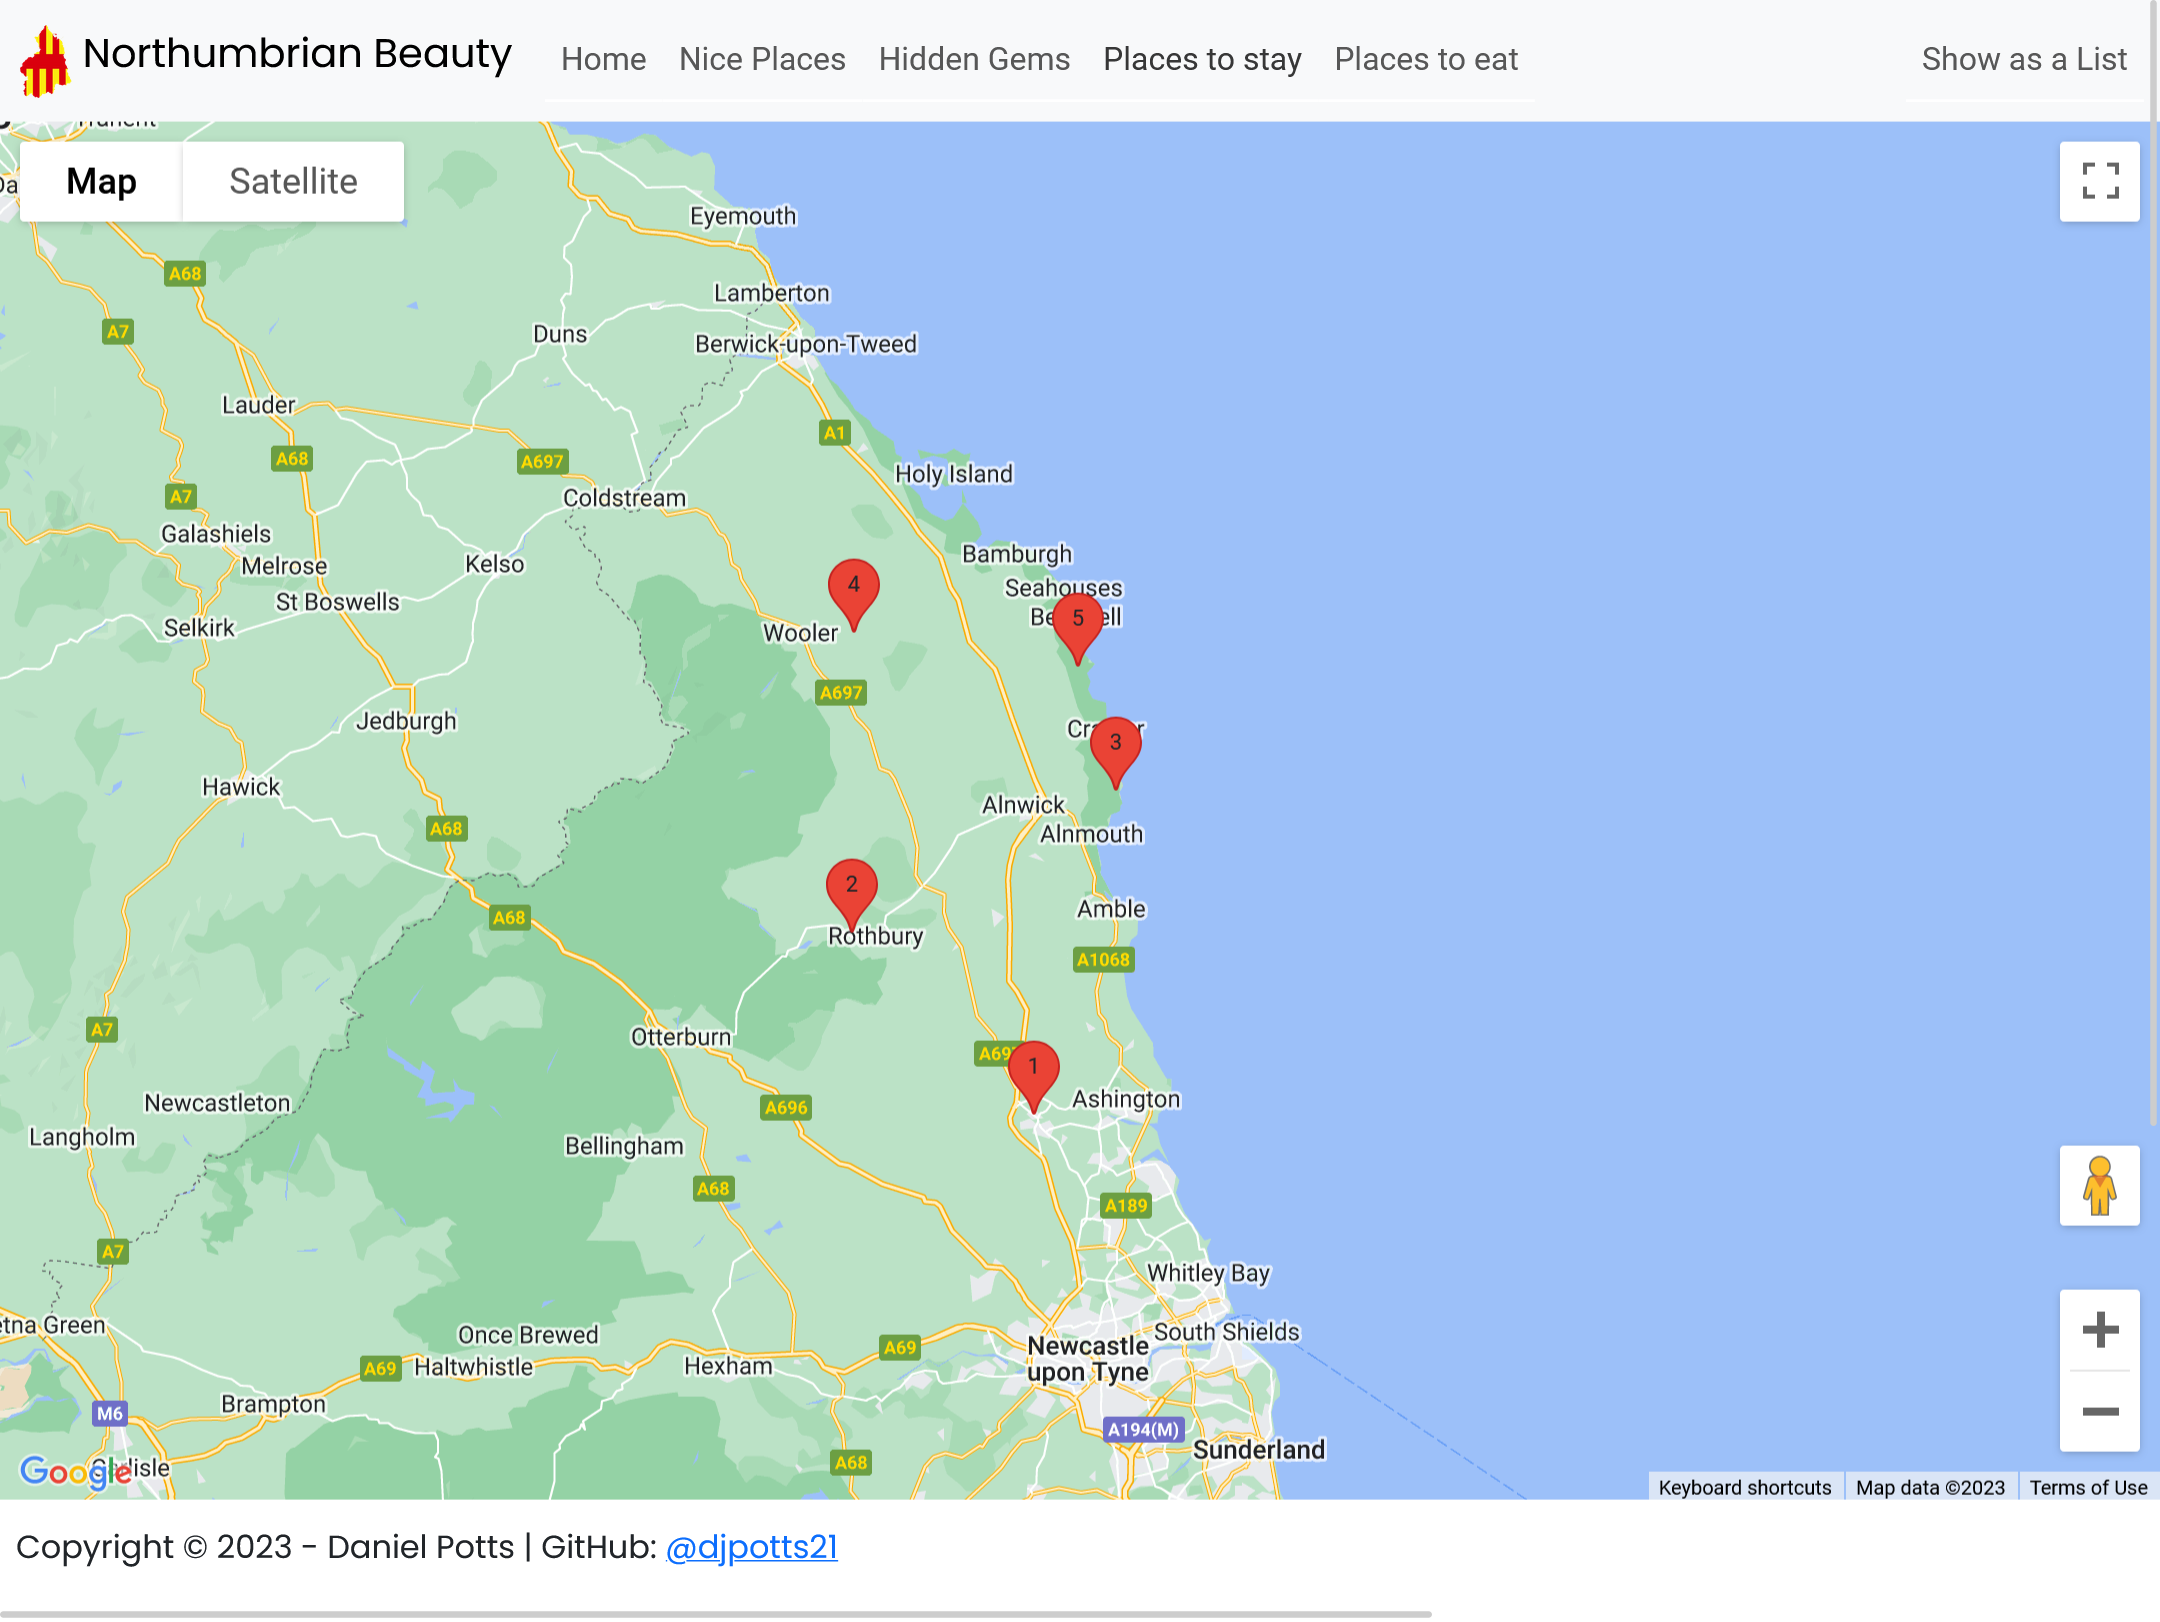 Northumbrian Beauty
Home
Nice Places
Hidden Gems
Places to stay
Places to eat
Show as a List
Map
Satellite
Eyemouth
A68
Lamberton
A7
Duns
Berwick-upon-Tweed
Lauder
A1
A68
A697
Holy Island
A7
Coldstream
Galashiels
Bamburgh
Melrose
Kelso
4
Seahouses
St Boswells
5
Selkirk
Wooler
A697
Jedburgh
3
Hawick
Alnwick
A68
Alnmouth
2
Amble
A68
Rothbury
A1068
A7
Otterburn
1
Newcastleton
A696
Ashington
Langholm
Bellingham
A68
A189
A7
Whitley Bay
etna Green
Once Brewed
South Shields
A69
Newcastle
upon Tyne
A69
Haltwhistle
Hexham
Brampton
M6
A194(M)
Sunderland
A68
Google
Keyboard shortcuts
Map data ©2023
Terms of Use
Copyright © 2023 - Daniel Potts | GitHub: @djpotts21